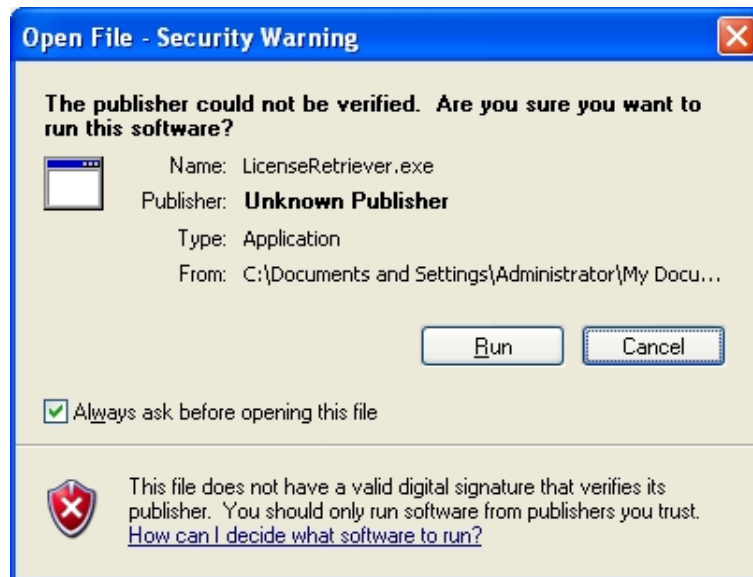 Open File - Security Warning
The publisher could not be verified. Are you sure you want to
run this software?
Name: LicenseRetriever.exe
Publisher: Unknown Publisher
Type: Application
From: C:\Documents and Settings\Administrator\My Docu...
Run Cancel
Always ask before opening this file
This file does not have a valid digital signature that verifies its
publisher. You should only run software from publishers you trust.
How can I decide what software to run?